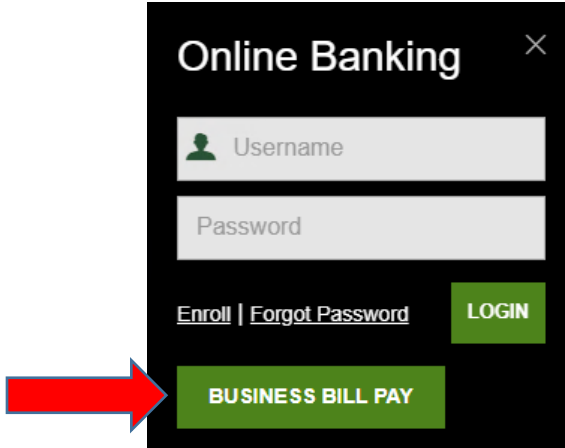 Online Banking
Username
Password
Enroll | Forgot Password
LOGIN
BUSINESS BILL PAY